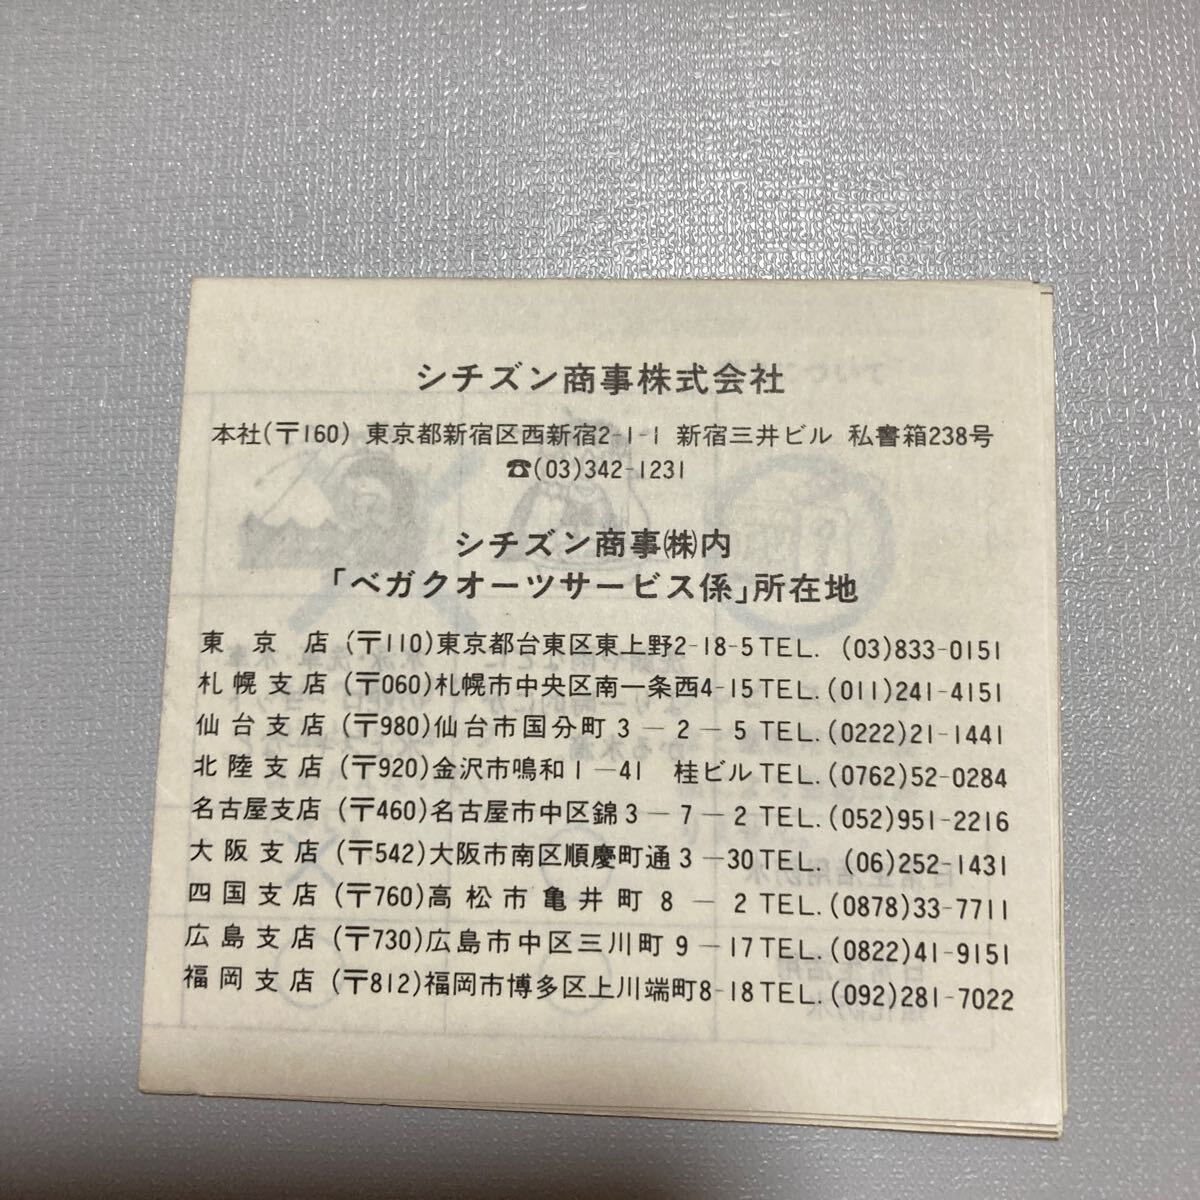 シチズン商事株式会社
本社(〒160) 東京都新宿区西新宿2-1-1 新宿三井ビル 私書箱238号
☎(03)342-1231
シチズン商事㈱内
「ベガクオーツサービス係」所在地
東京店 (〒110)東京都台東区東上野2-18-5 TEL. (03)833-0151
札幌支店 (〒060)札幌市中央区南一条西4-15 TEL. (011)241-4151
仙台支店 (〒980)仙台市国分町3-2-5 TEL. (0222)21-1441
北陸支店 (〒920)金沢市鳴和1-41 桂ビル TEL. (0762)52-0284
名古屋支店 (〒460)名古屋市中区錦3-7-2 TEL. (052)951-2216
大阪支店 (〒542)大阪市南区順慶町通3-30 TEL. (06)252-1431
四国支店 (〒760)高松市亀井町8-2 TEL. (0878)33-7711
広島支店 (〒730)広島市中区三川町9-17 TEL. (0822)41-9151
福岡支店 (〒812)福岡市博多区上川端町8-18 TEL. (092)281-7022